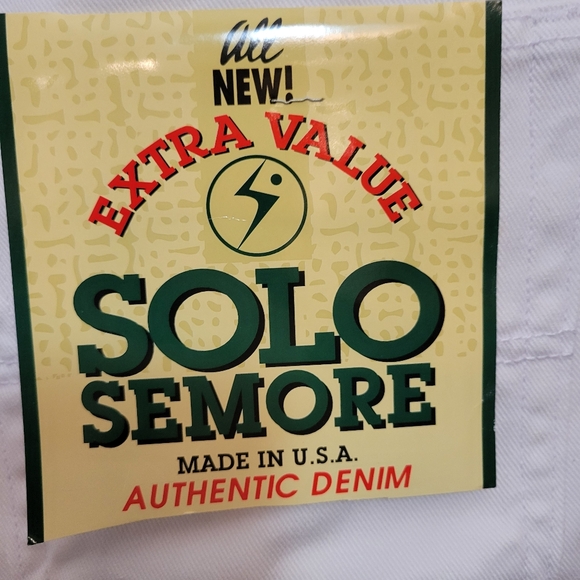 all
NEW!
EXTRA VALUE
SOLO
SEMORE
MADE IN U.S.A.
AUTHENTIC DENIM